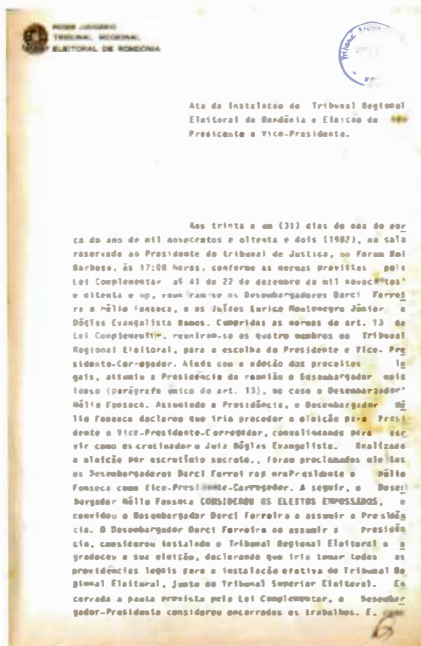 PODER JUDICIÁRIO
TRIBUNAL REGIONAL
ELEITORAL DE RONDÔNIA
Ata da Instalação do Tribunal Regional
Eleitoral de Rondônia e Eleição do seu
Presidente e Vice-Presidente.
Aos trinta e um (31) dias do mes de mar
ço do ano de mil novecentos e oitenta e dois (1982), na sala
reservada ao Presidente do Tribunal de Justiça, no Forum Rui
Barbosa, às 17:00 horas, conforme as normas previstas pela
Lei Complementar nº 41 de 22 de dezembro de mil novecentos
e oitenta e um, reuniram-se os Desembargadores Darci Ferrei
ra e Hélio Fonseca, e os Juízes Eurico Montenegro Júnior e
Dôglas Evangelista Ramos. Cumpridas as normas do art. 13 da
Lei Complementar, reuniram-se os quatro membros do Tribunal
Regional Eleitoral, para a escolha do Presidente e Vice- Pre
sidente-Corregedor. Ainda com a adoção dos preceitos le
gais, assumiu a Presidência da reunião o Desembargador mais
idoso (parágrafo único do art. 13), no caso o Desembargador
Hélio Fonseca. Assumindo a Presidência, o Desembargador Hé
lio Fonseca declarou que iria proceder a eleição para Presi
dente e Vice-Presidente-Corregedor, convalidando para ser
vir como escrutinador o Juiz Dôglas Evangelista. Realizada
a eleição por escrutínio secreto., foram proclamados eleitos
os Desembargadores Darci Ferreira Presidente e Hélio
Fonseca como Vice-Presidente-Corregedor. A seguir, o Desem
bargador Hélio Fonseca CONSIDEROU OS ELEITOS EMPOSSADOS, e
convidou o Desembargador Darci Ferreira a assumir a Presidên
cia. O Desembargador Darci Ferreira ao assumir a Presidên
cia, considerou instalado o Tribunal Regional Eleitoral e a
gradeceu a sua eleição, declarando que iria tomar todas as
providências legais para a instalação efetiva do Tribunal Re
gional Eleitoral, junto ao Tribunal Superior Eleitoral. En
cerrada a pauta prevista pela Lei Complementar, o Desembar
gador-Presidente considerou encerrados os trabalhos. E,